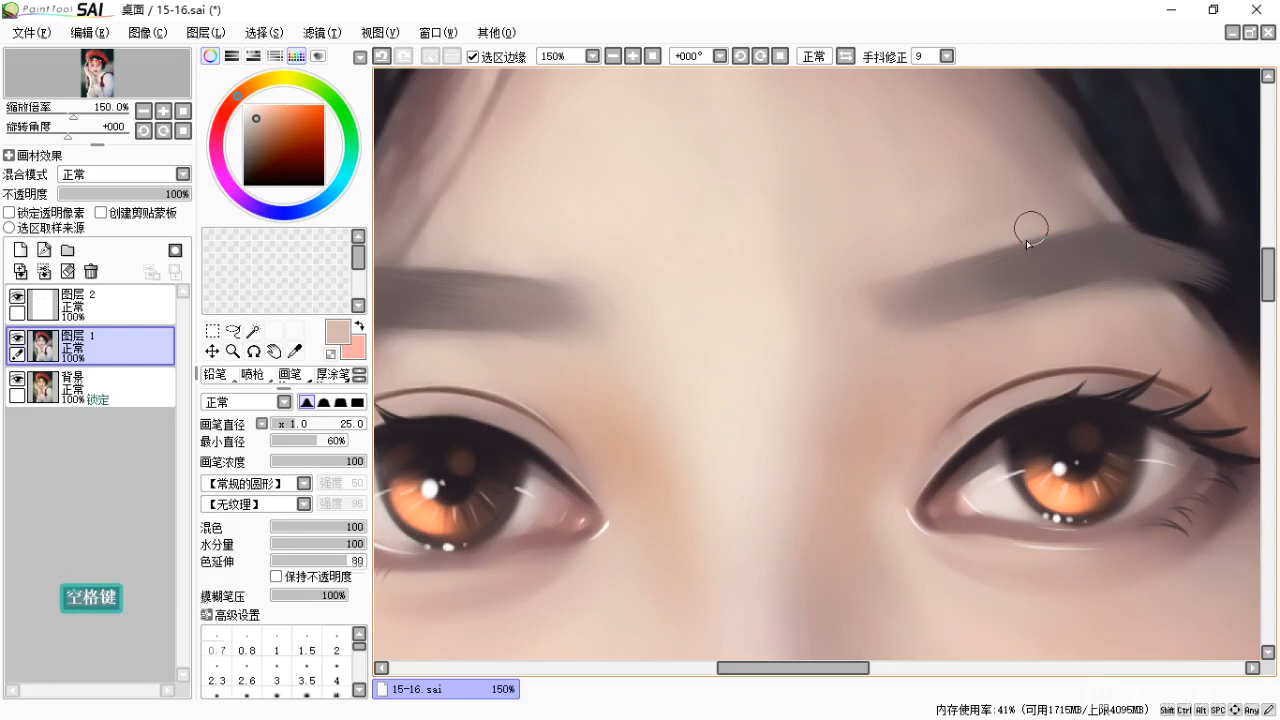 PaintTool SAI 桌面 / 15-16.sai (*)
文件(F) 编辑(E) 图像(C) 图层(L) 选择(S) 滤镜(T) 视图(V) 窗口(W) 其他(O)
选区边缘 150% +000° 正常 手抖修正 9
缩放倍率 150.0%
旋转角度 +000
画材效果
混合模式 正常
不透明度 100%
锁定透明像素 创建剪贴蒙板
选区取样来源
图层 2
正常
100%
图层 1
正常
100%
背景
正常
100% 锁定
空格键
铅笔 喷枪 画笔 厚涂笔
正常
画笔直径 x 1.0 25.0
最小直径 60%
画笔浓度 100
【常规的圆形】 强度 50
【无纹理】 强度 95
混色 100
水分量 100
色延伸 80
保持不透明度
模糊笔压 100%
高级设置
0.7 0.8 1 1.5 2
2.3 2.6 3 3.5 4
15-16.sai 150%
内存使用率: 41% (可用1715MB/上限4095MB) Shift Ctrl Alt SPC Any